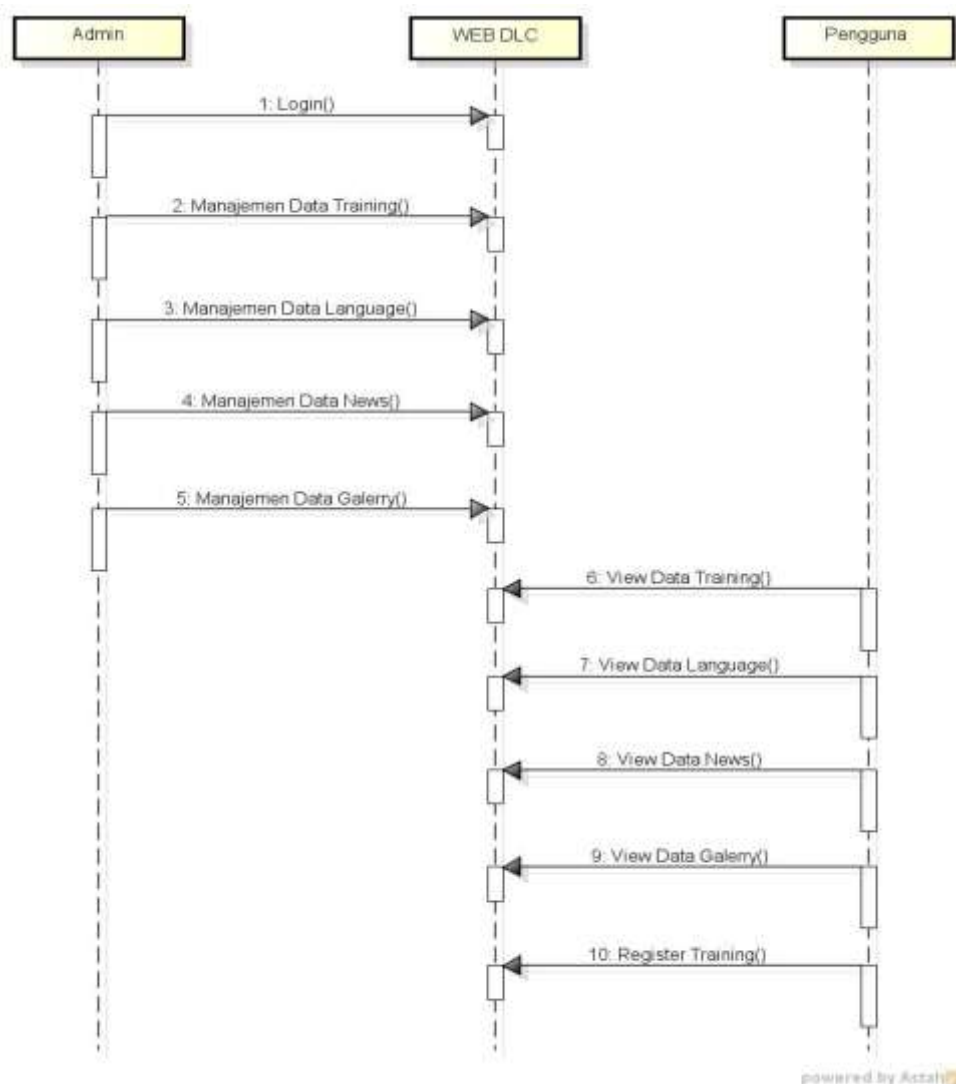 Admin
WEB DLC
Pengguna
1: Login()
2: Manajemen Data Training()
3: Manajemen Data Language()
4: Manajemen Data News()
5: Manajemen Data Galerry()
6: View Data Training()
7: View Data Language()
8: View Data News()
9: View Data Galerry()
10: Register Training()
powered by Astah